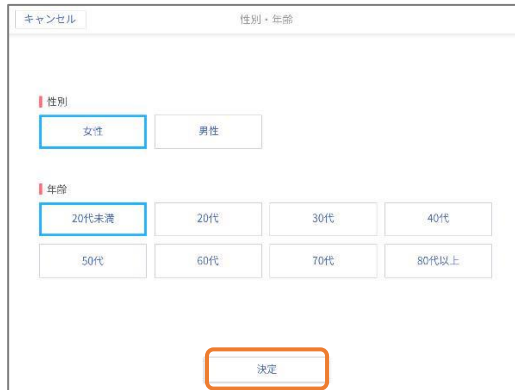 キャンセル 性別・年齢
性別
女性 男性
年齢
20代未満 20代 30代 40代
50代 60代 70代 80代以上
決定